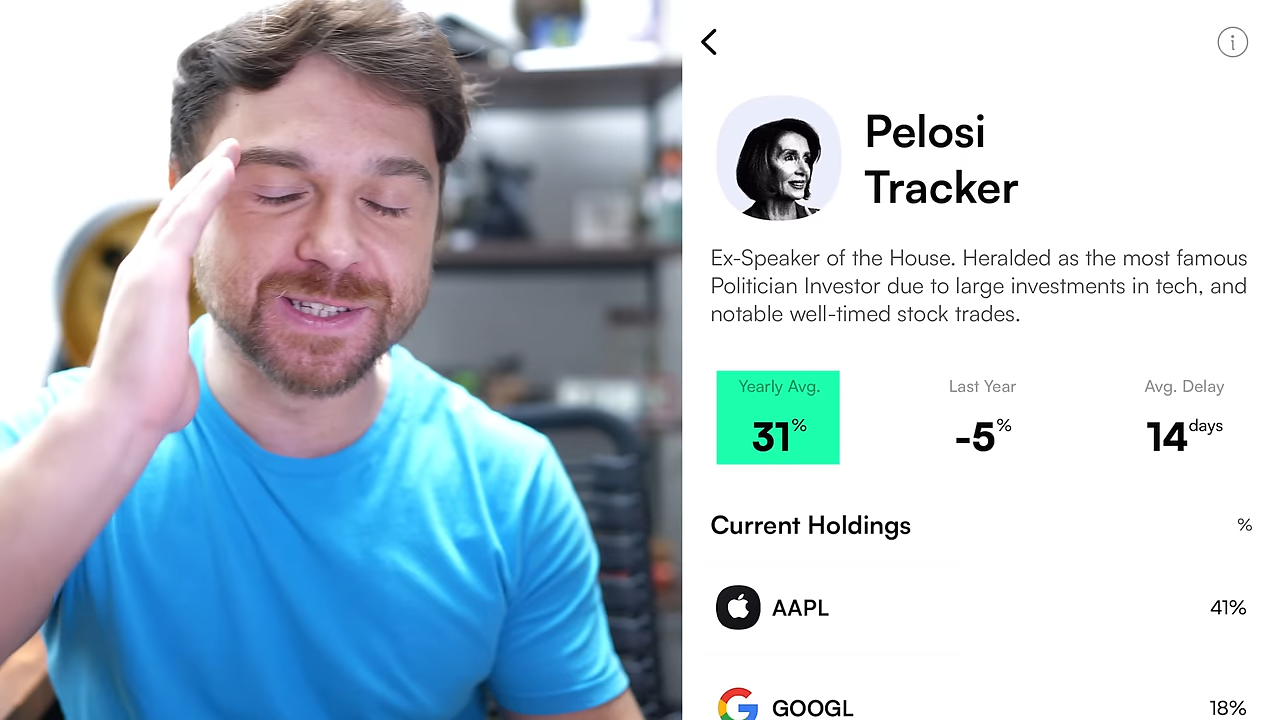 Pelosi
Tracker
Ex-Speaker of the House. Heralded as the most famous
Politician Investor due to large investments in tech, and
notable well-timed stock trades.
Yearly Avg.
31%
Last Year
-5%
Avg. Delay
14 days
Current Holdings %
AAPL 41%
GOOGL 18%